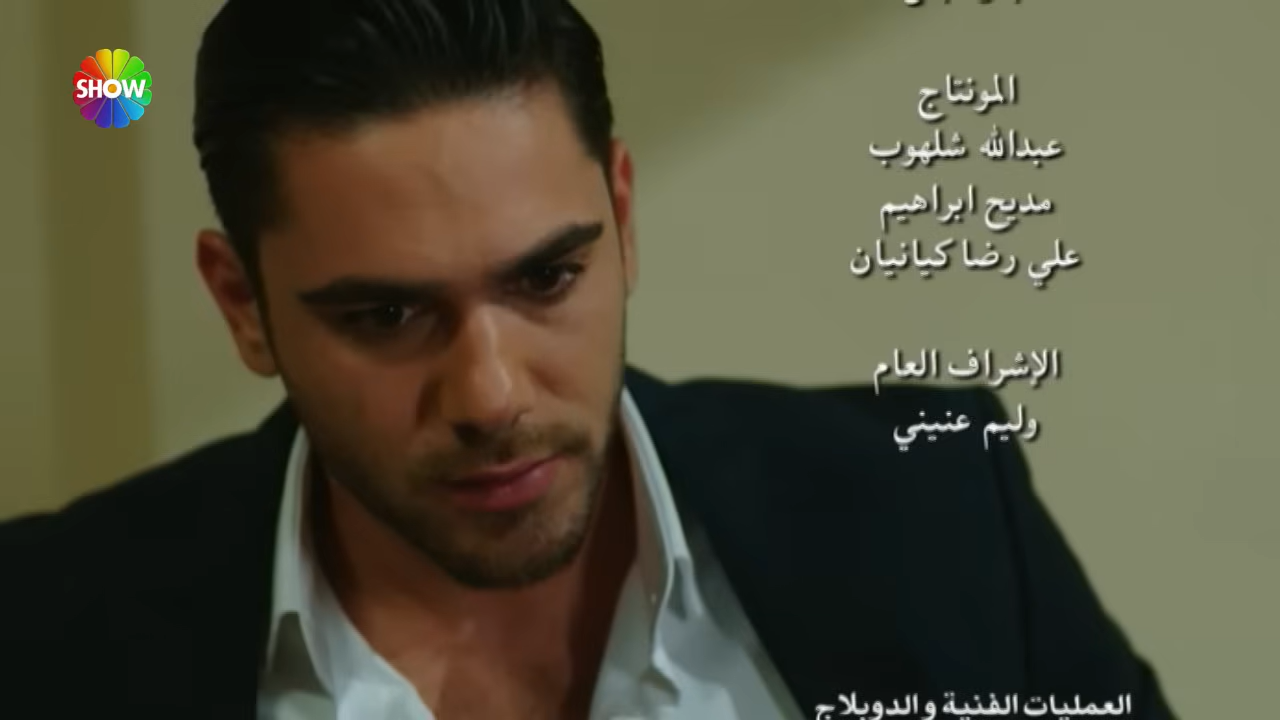 SHOW
المونتاج
عبدالله شلهوب
مديح ابراهيم
علي رضا كيانيان
الإشراف العام
وليم عنيني
العمليات الفنية والدوبلاج